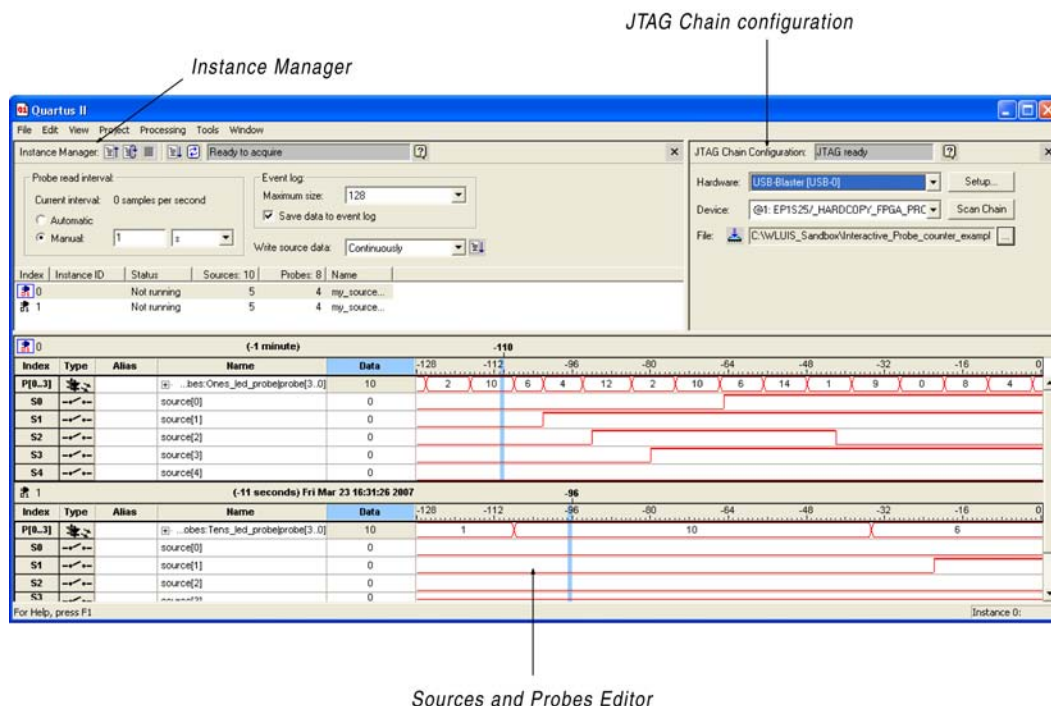 JTAG Chain configuration
Instance Manager
Quartus II
File Edit View Project Processing Tools Window
Instance Manager: Ready to acquire
JTAG Chain Configuration: JTAG ready
Probe read interval:
Current interval: 0 samples per second
Automatic
Manual: 1 s
Event log:
Maximum size: 128
Save data to event log
Write source data: Continuously
Hardware: USB-Blaster [USB-0] Setup...
Device: @1: EP1S25/_HARDCOPY_FPGA_PRC Scan Chain
File: C:\WLUIS_Sandbox\Interactive_Probe_counter_exampl ...
Index Instance ID Status Sources: 10 Probes: 8 Name
0 Not running 5 4 my_source...
1 Not running 5 4 my_source...
0 (-1 minute) -110
Index Type Alias Name Data -128 -112 -96 -80 -64 -48 -32 -16 0
P[0..3] ...bes:Ones_led_probe|probe[3..0] 10 2 10 6 4 12 2 10 6 14 1 9 0 8 4
S0 source[0] 0
S1 source[1] 0
S2 source[2] 0
S3 source[3] 0
S4 source[4] 0
1 (-11 seconds) Fri Mar 23 16:31:26 2007 -96
Index Type Alias Name Data -128 -112 -96 -80 -64 -48 -32 -16 0
P[0..3] ...obes:Tens_led_probe|probe[3..0] 10 1 10 6
S0 source[0] 0
S1 source[1] 0
S2 source[2] 0
S3 source[3] 0
For Help, press F1 Instance 0:
Sources and Probes Editor